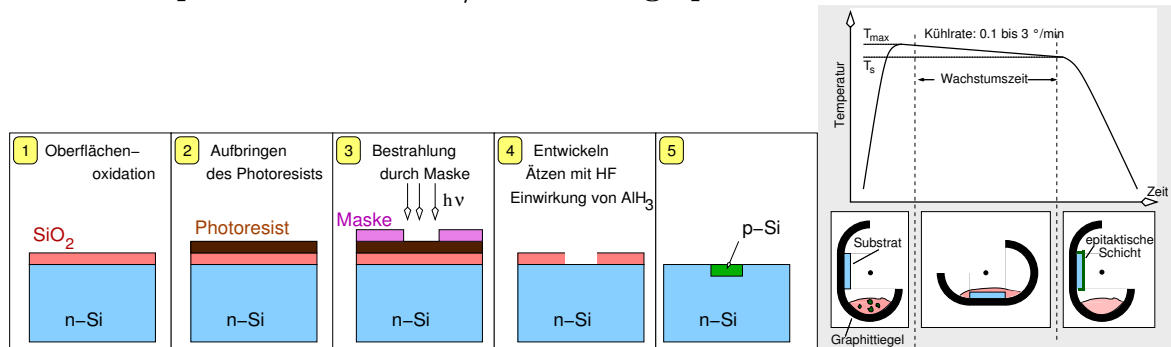 1 Oberflächen–
oxidation
SiO2
n–Si
2 Aufbringen
des Photoresists
Photoresist
n–Si
3 Bestrahlung
durch Maske
hν
Maske
n–Si
4 Entwickeln
Ätzen mit HF
Einwirkung von AlH3
n–Si
5
p–Si
n–Si
Temperatur
Tmax
Kühlrate: 0.1 bis 3 °/min
Ts
Wachstumszeit
Zeit
Substrat
Graphittiegel
epitaktische
Schicht